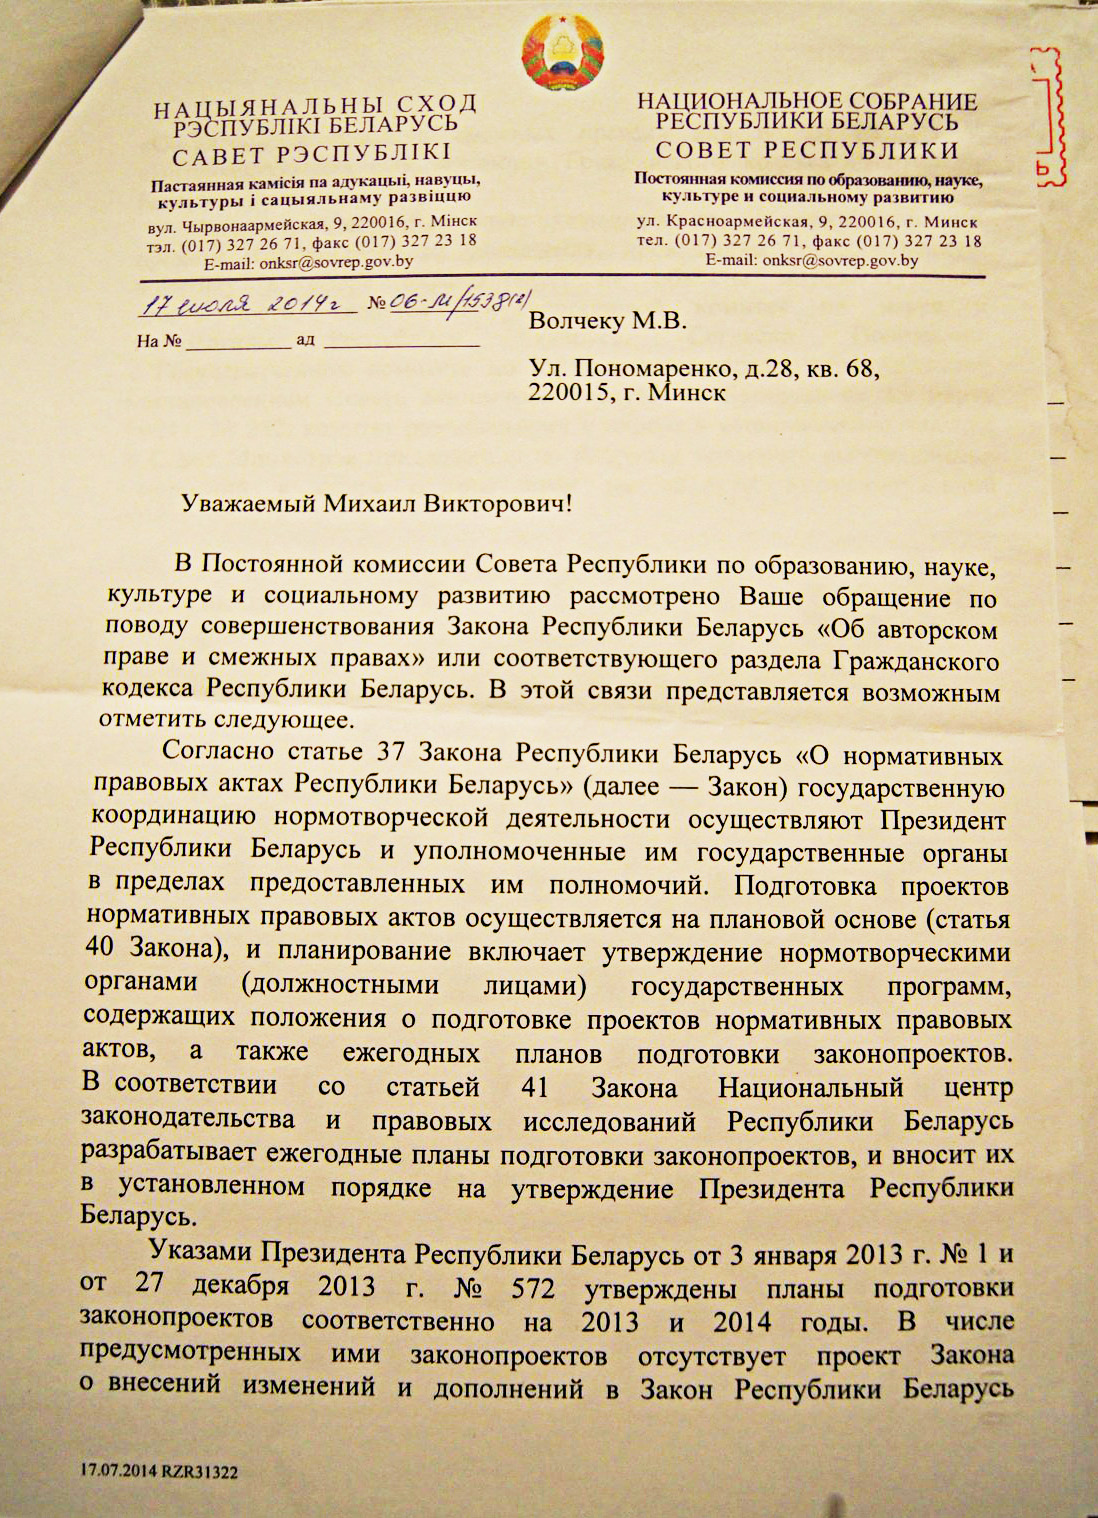 НАЦЫЯНАЛЬНЫ СХОД
РЭСПУБЛІКІ БЕЛАРУСЬ
САВЕТ РЭСПУБЛІКІ
Пастаянная камісія па адукацыі, навуцы,
культуры і сацыяльнаму развіццю
вул. Чырвонаармейская, 9, 220016, г. Мінск
тэл. (017) 327 26 71, факс (017) 327 23 18
E-mail: onksr@sovrep.gov.by
НАЦИОНАЛЬНОЕ СОБРАНИЕ
РЕСПУБЛИКИ БЕЛАРУСЬ
СОВЕТ РЕСПУБЛИКИ
Постоянная комиссия по образованию, науке,
культуре и социальному развитию
ул. Красноармейская, 9, 220016, г. Минск
тел. (017) 327 26 71, факс (017) 327 23 18
E-mail: onksr@sovrep.gov.by
17 июля 2014 г № 06-М/1538(2)
На № ад
Волчеку М.В.
Ул. Пономаренко, д.28, кв. 68,
220015, г. Минск
Уважаемый Михаил Викторович!
В Постоянной комиссии Совета Республики по образованию, науке,
культуре и социальному развитию рассмотрено Ваше обращение по
поводу совершенствования Закона Республики Беларусь «Об авторском
праве и смежных правах» или соответствующего раздела Гражданского
кодекса Республики Беларусь. В этой связи представляется возможным
отметить следующее.
Согласно статье 37 Закона Республики Беларусь «О нормативных
правовых актах Республики Беларусь» (далее — Закон) государственную
координацию нормотворческой деятельности осуществляют Президент
Республики Беларусь и уполномоченные им государственные органы
в пределах предоставленных им полномочий. Подготовка проектов
нормативных правовых актов осуществляется на плановой основе (статья
40 Закона), и планирование включает утверждение нормотворческими
органами (должностными лицами) государственных программ,
содержащих положения о подготовке проектов нормативных правовых
актов, а также ежегодных планов подготовки законопроектов.
В соответствии со статьей 41 Закона Национальный центр
законодательства и правовых исследований Республики Беларусь
разрабатывает ежегодные планы подготовки законопроектов, и вносит их
в установленном порядке на утверждение Президента Республики
Беларусь.
Указами Президента Республики Беларусь от 3 января 2013 г. № 1 и
от 27 декабря 2013 г. № 572 утверждены планы подготовки
законопроектов соответственно на 2013 и 2014 годы. В числе
предусмотренных ими законопроектов отсутствует проект Закона
о внесений изменений и дополнений в Закон Республики Беларусь
17.07.2014 RZR31322